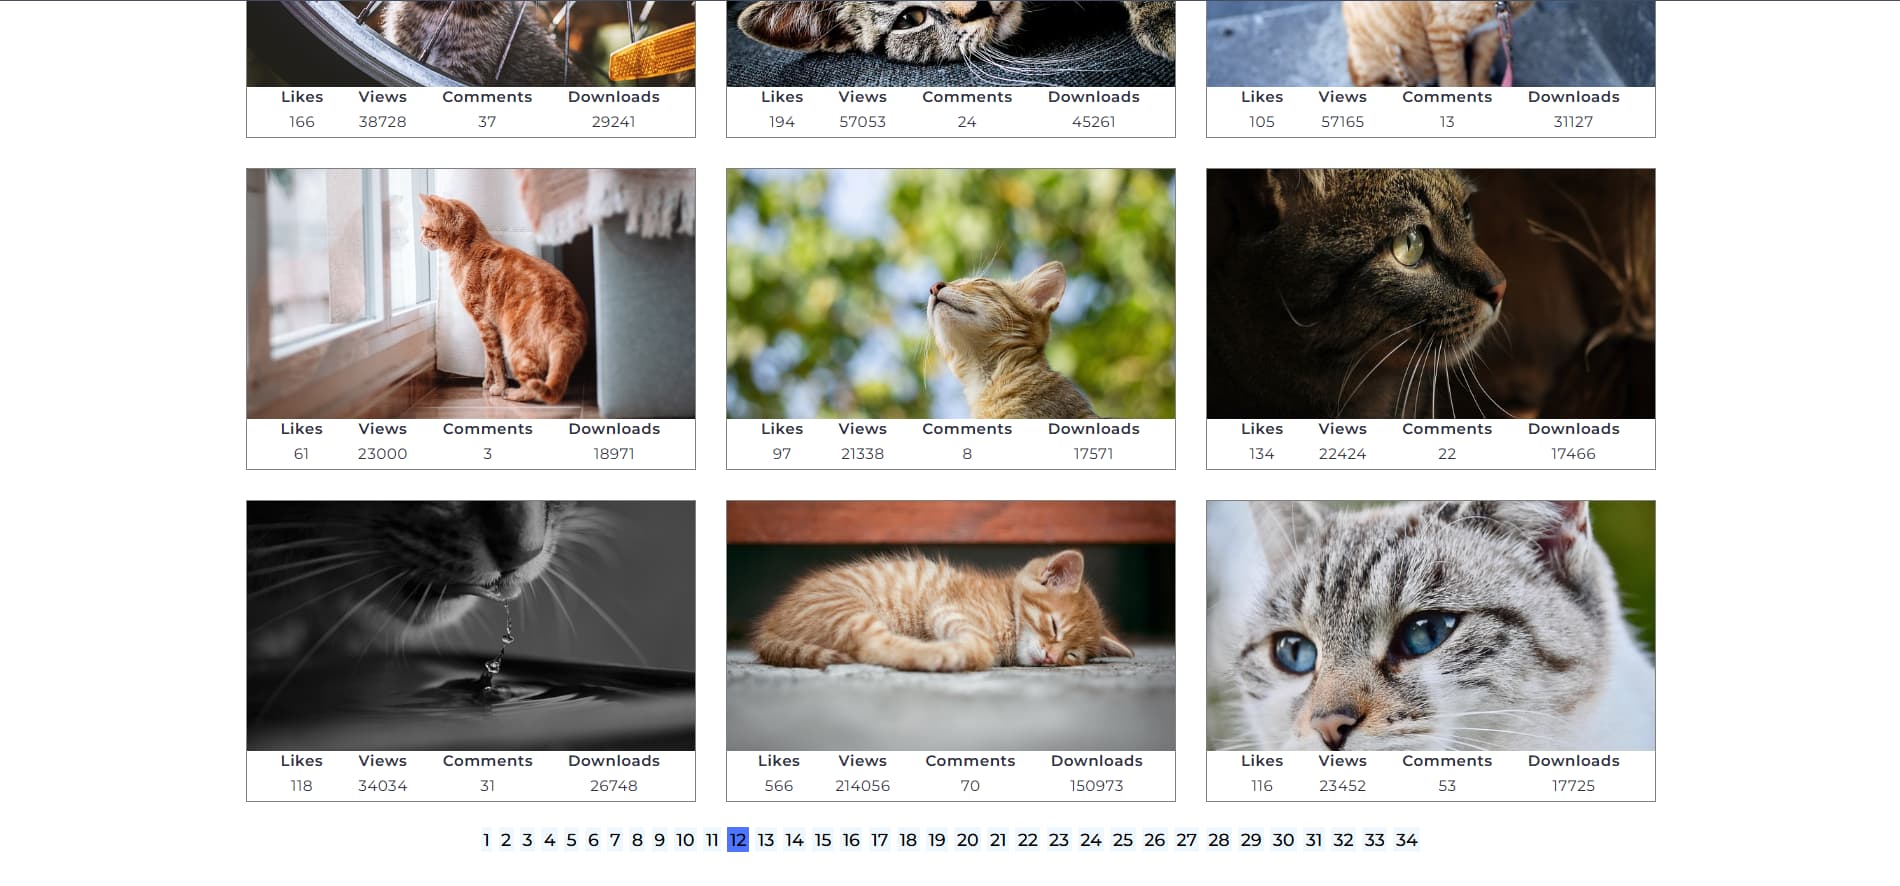 Likes Views Comments Downloads Likes Views Comments Downloads Likes Views Comments Downloads
166 38728 37 29241 194 57053 24 45261 105 57165 13 31127
Likes Views Comments Downloads Likes Views Comments Downloads Likes Views Comments Downloads
61 23000 3 18971 97 21338 8 17571 134 22424 22 17466
Likes Views Comments Downloads Likes Views Comments Downloads Likes Views Comments Downloads
118 34034 31 26748 566 214056 70 150973 116 23452 53 17725
1 2 3 4 5 6 7 8 9 10 11 12 13 14 15 16 17 18 19 20 21 22 23 24 25 26 27 28 29 30 31 32 33 34